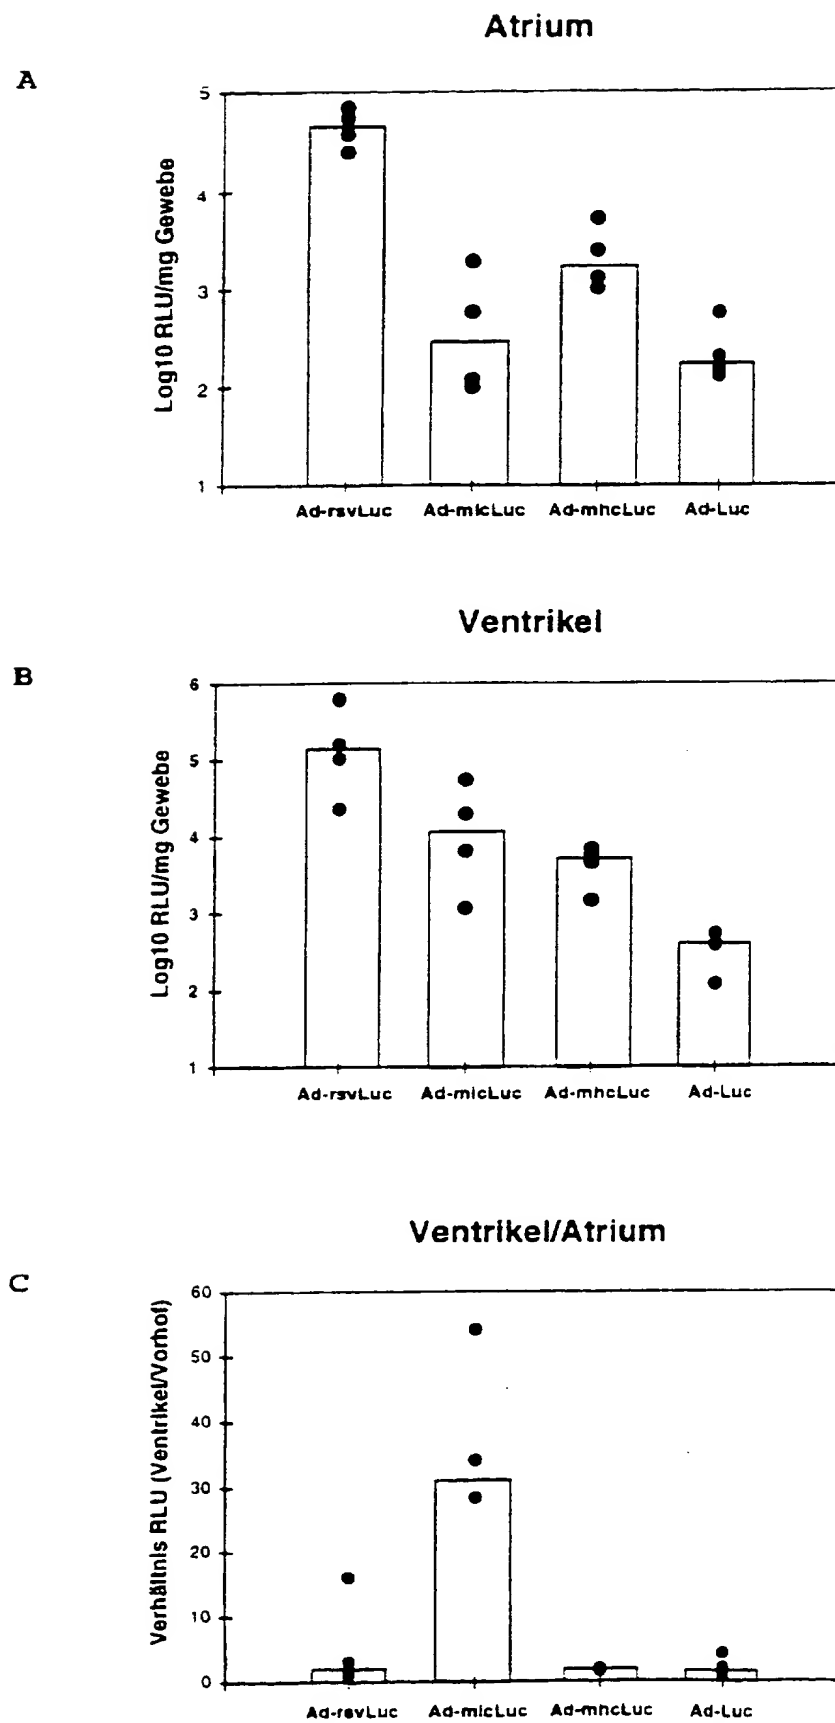 Atrium
A
Log10 RLU/mg Gewebe
5
4
3
2
1
Ad-rsvLuc Ad-mlcLuc Ad-mhcLuc Ad-Luc
Ventrikel
B
Log10 RLU/mg Gewebe
6
5
4
3
2
1
Ad-rsvLuc Ad-mlcLuc Ad-mhcLuc Ad-Luc
Ventrikel/Atrium
C
Verhältnis RLU (Ventrikel/Vorhof)
60
50
40
30
20
10
0
Ad-rsvLuc Ad-mlcLuc Ad-mhcLuc Ad-Luc